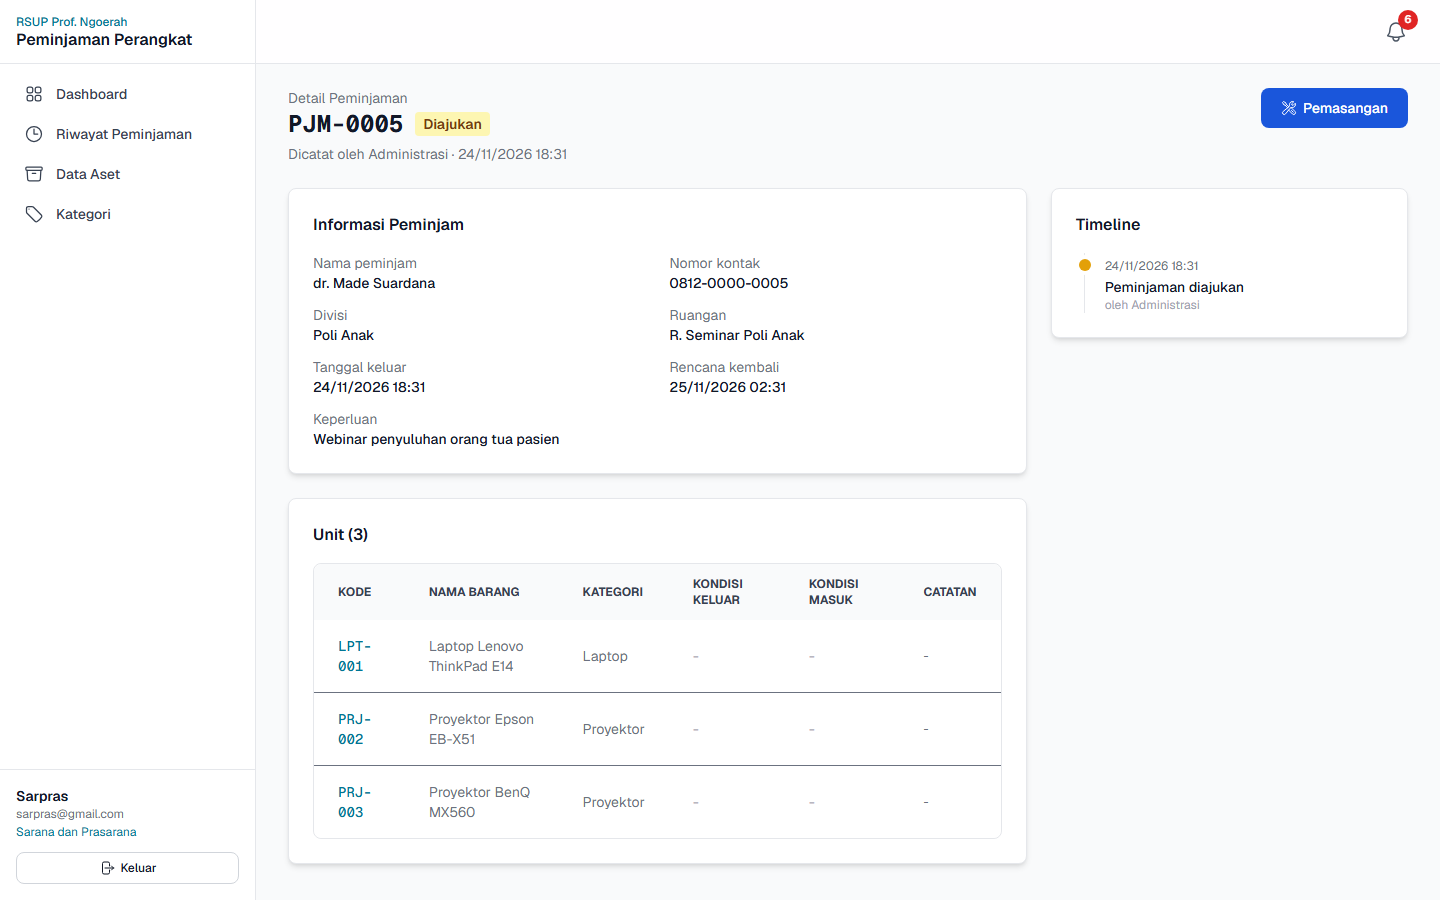 RSUP Prof. Ngoerah
Peminjaman Perangkat
6
Dashboard
Riwayat Peminjaman
Data Aset
Kategori
Detail Peminjaman
PJM-0005 Diajukan
Dicatat oleh Administrasi · 24/11/2026 18:31
Pemasangan
Informasi Peminjam
Nama peminjam
dr. Made Suardana
Nomor kontak
0812-0000-0005
Divisi
Poli Anak
Ruangan
R. Seminar Poli Anak
Tanggal keluar
24/11/2026 18:31
Rencana kembali
25/11/2026 02:31
Keperluan
Webinar penyuluhan orang tua pasien
Timeline
24/11/2026 18:31
Peminjaman diajukan
oleh Administrasi
Unit (3)
KODE NAMA BARANG KATEGORI KONDISI KELUAR KONDISI MASUK CATATAN
LPT-001 Laptop Lenovo ThinkPad E14 Laptop - - -
PRJ-002 Proyektor Epson EB-X51 Proyektor - - -
PRJ-003 Proyektor BenQ MX560 Proyektor - - -
Sarpras
sarpras@gmail.com
Sarana dan Prasarana
Keluar